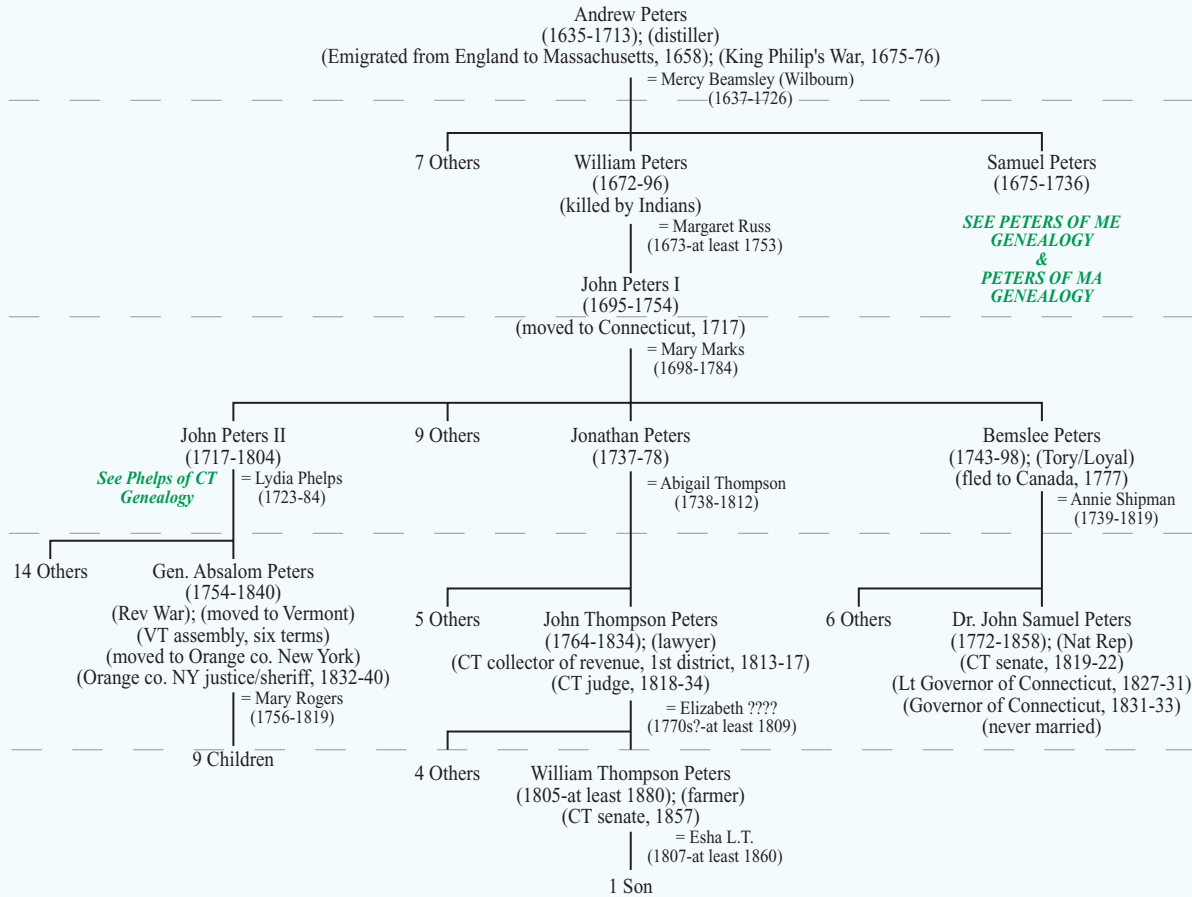 Andrew Peters
(1635-1713); (distiller)
(Emigrated from England to Massachusetts, 1658); (King Philip's War, 1675-76)
= Mercy Beamsley (Wilbourn)
(1637-1726)
7 Others
William Peters
(1672-96)
(killed by Indians)
= Margaret Russ
(1673-at least 1753)
Samuel Peters
(1675-1736)
SEE PETERS OF ME
GENEALOGY
&
PETERS OF MA
GENEALOGY
John Peters I
(1695-1754)
(moved to Connecticut, 1717)
= Mary Marks
(1698-1784)
John Peters II
(1717-1804)
See Phelps of CT
Genealogy
= Lydia Phelps
(1723-84)
9 Others
Jonathan Peters
(1737-78)
= Abigail Thompson
(1738-1812)
Bemslee Peters
(1743-98); (Tory/Loyal)
(fled to Canada, 1777)
= Annie Shipman
(1739-1819)
14 Others
Gen. Absalom Peters
(1754-1840)
(Rev War); (moved to Vermont)
(VT assembly, six terms)
(moved to Orange co. New York)
(Orange co. NY justice/sheriff, 1832-40)
= Mary Rogers
(1756-1819)
9 Children
5 Others
John Thompson Peters
(1764-1834); (lawyer)
(CT collector of revenue, 1st district, 1813-17)
(CT judge, 1818-34)
= Elizabeth ????
(1770s?-at least 1809)
6 Others
Dr. John Samuel Peters
(1772-1858); (Nat Rep)
(CT senate, 1819-22)
(Lt Governor of Connecticut, 1827-31)
(Governor of Connecticut, 1831-33)
(never married)
4 Others
William Thompson Peters
(1805-at least 1880); (farmer)
(CT senate, 1857)
= Esha L.T.
(1807-at least 1860)
1 Son